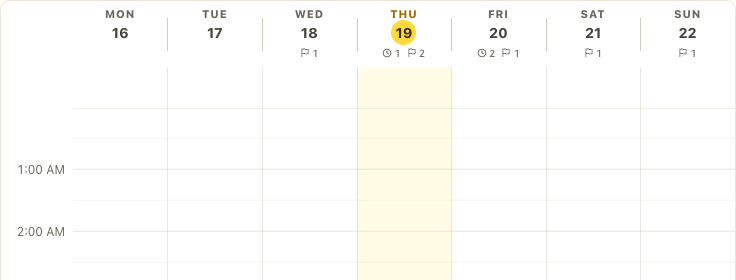 MON TUE WED THU FRI SAT SUN
16 17 18 19 20 21 22
1 1 2 2 1 1 1
1:00 AM
2:00 AM